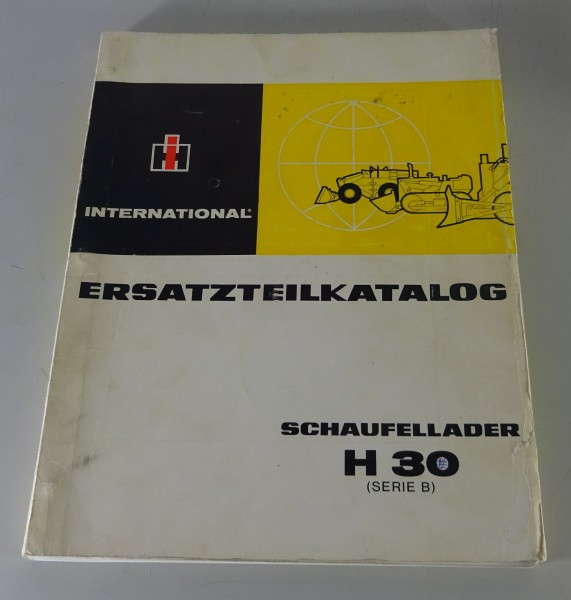 INTERNATIONAL®
ERSATZTEILKATALOG
SCHAUFELLADER
H 30
(SERIE B)